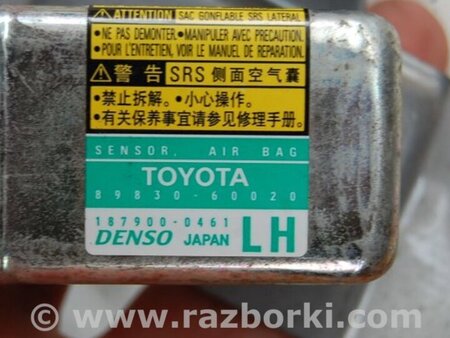 ATTENTION SAC GONFLABLE SRS LATERAL
•NE PAS DEMONTER.•MANIPULER AVEC PRECAUTION.
•POUR L'ENTRETIEN, VOIR LE MANUEL DE REPARATION.
警告 SRS 侧面空气囊
•禁止拆解。•小心操作。
•有关保养事宜请参见修理手册.
SENSOR, AIR BAG
TOYOTA
89830-60020
187900-0461
DENSO JAPAN LH
© www.razborki.com